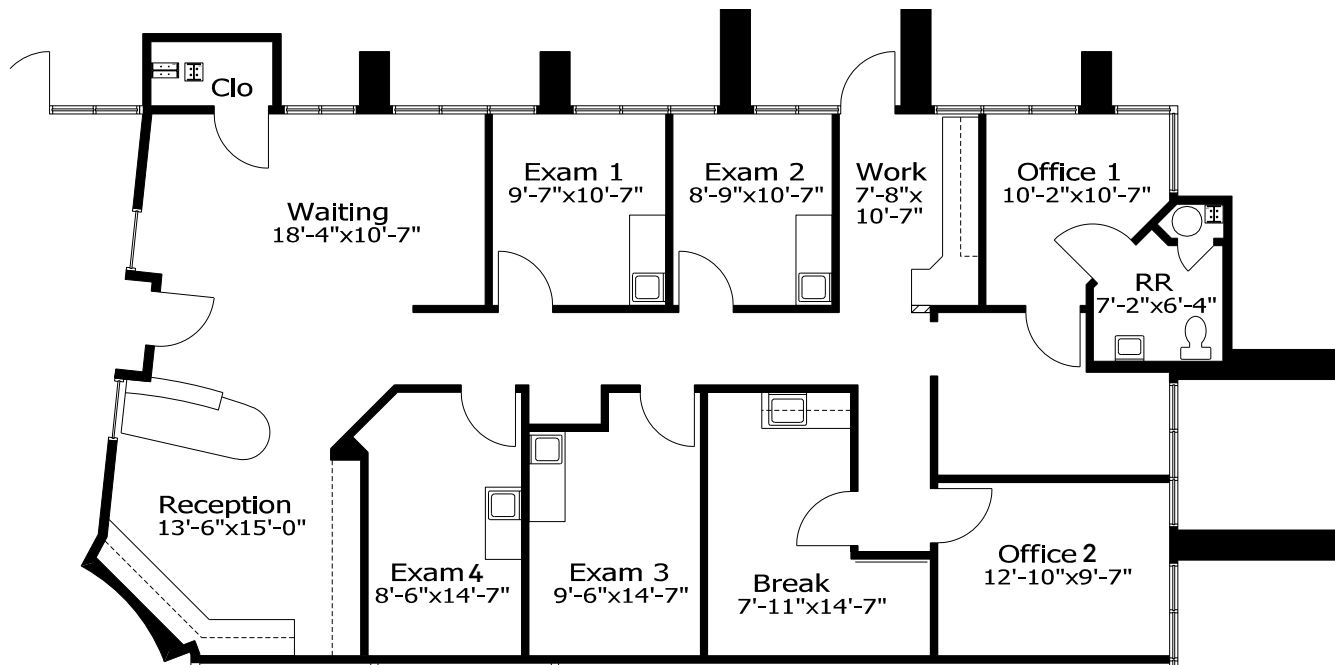 Clo
Exam 1
9'-7"x10'-7"
Exam 2
8'-9"x10'-7"
Work
7'-8"x
10'-7"
Office 1
10'-2"x10'-7"
Waiting
18'-4"x10'-7"
RR
7'-2"x6'-4"
Reception
13'-6"x15'-0"
Exam 4
8'-6"x14'-7"
Exam 3
9'-6"x14'-7"
Break
7'-11"x14'-7"
Office 2
12'-10"x9'-7"